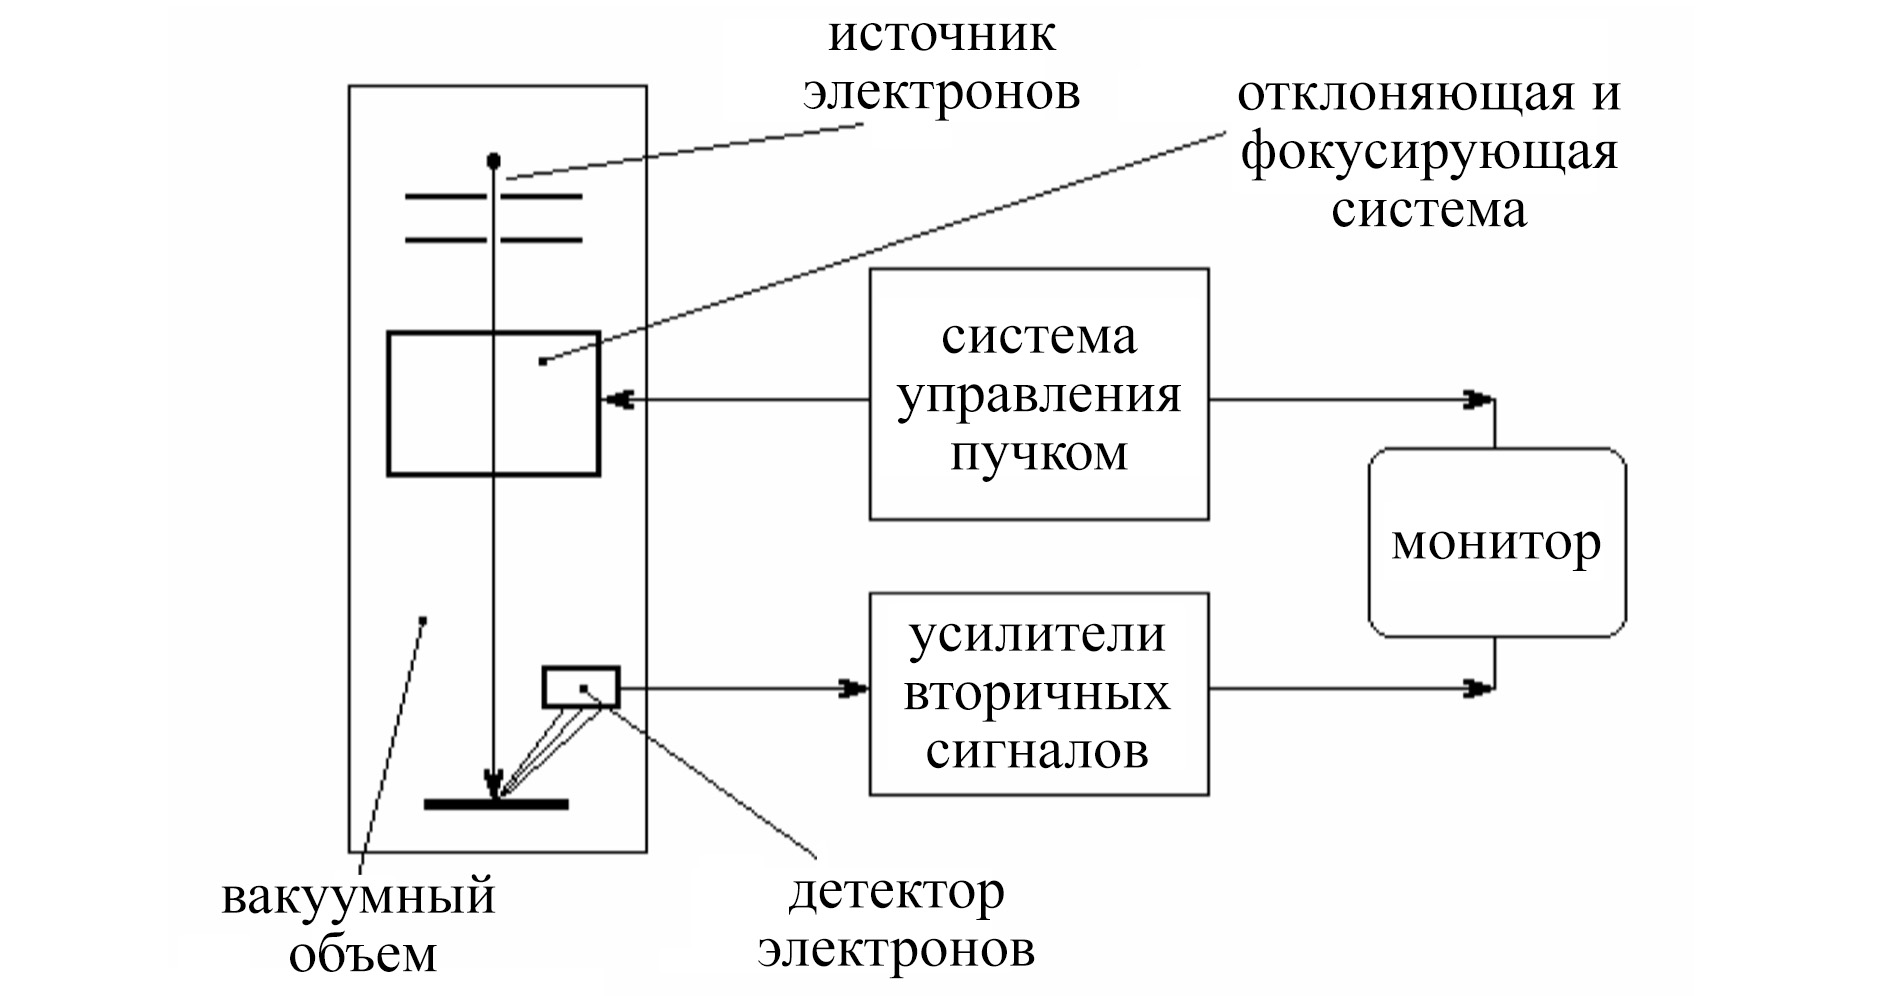 источник
электронов
отклоняющая и
фокусирующая
система
система
управления
пучком
монитор
усилители
вторичных
сигналов
вакуумный
объем
детектор
электронов